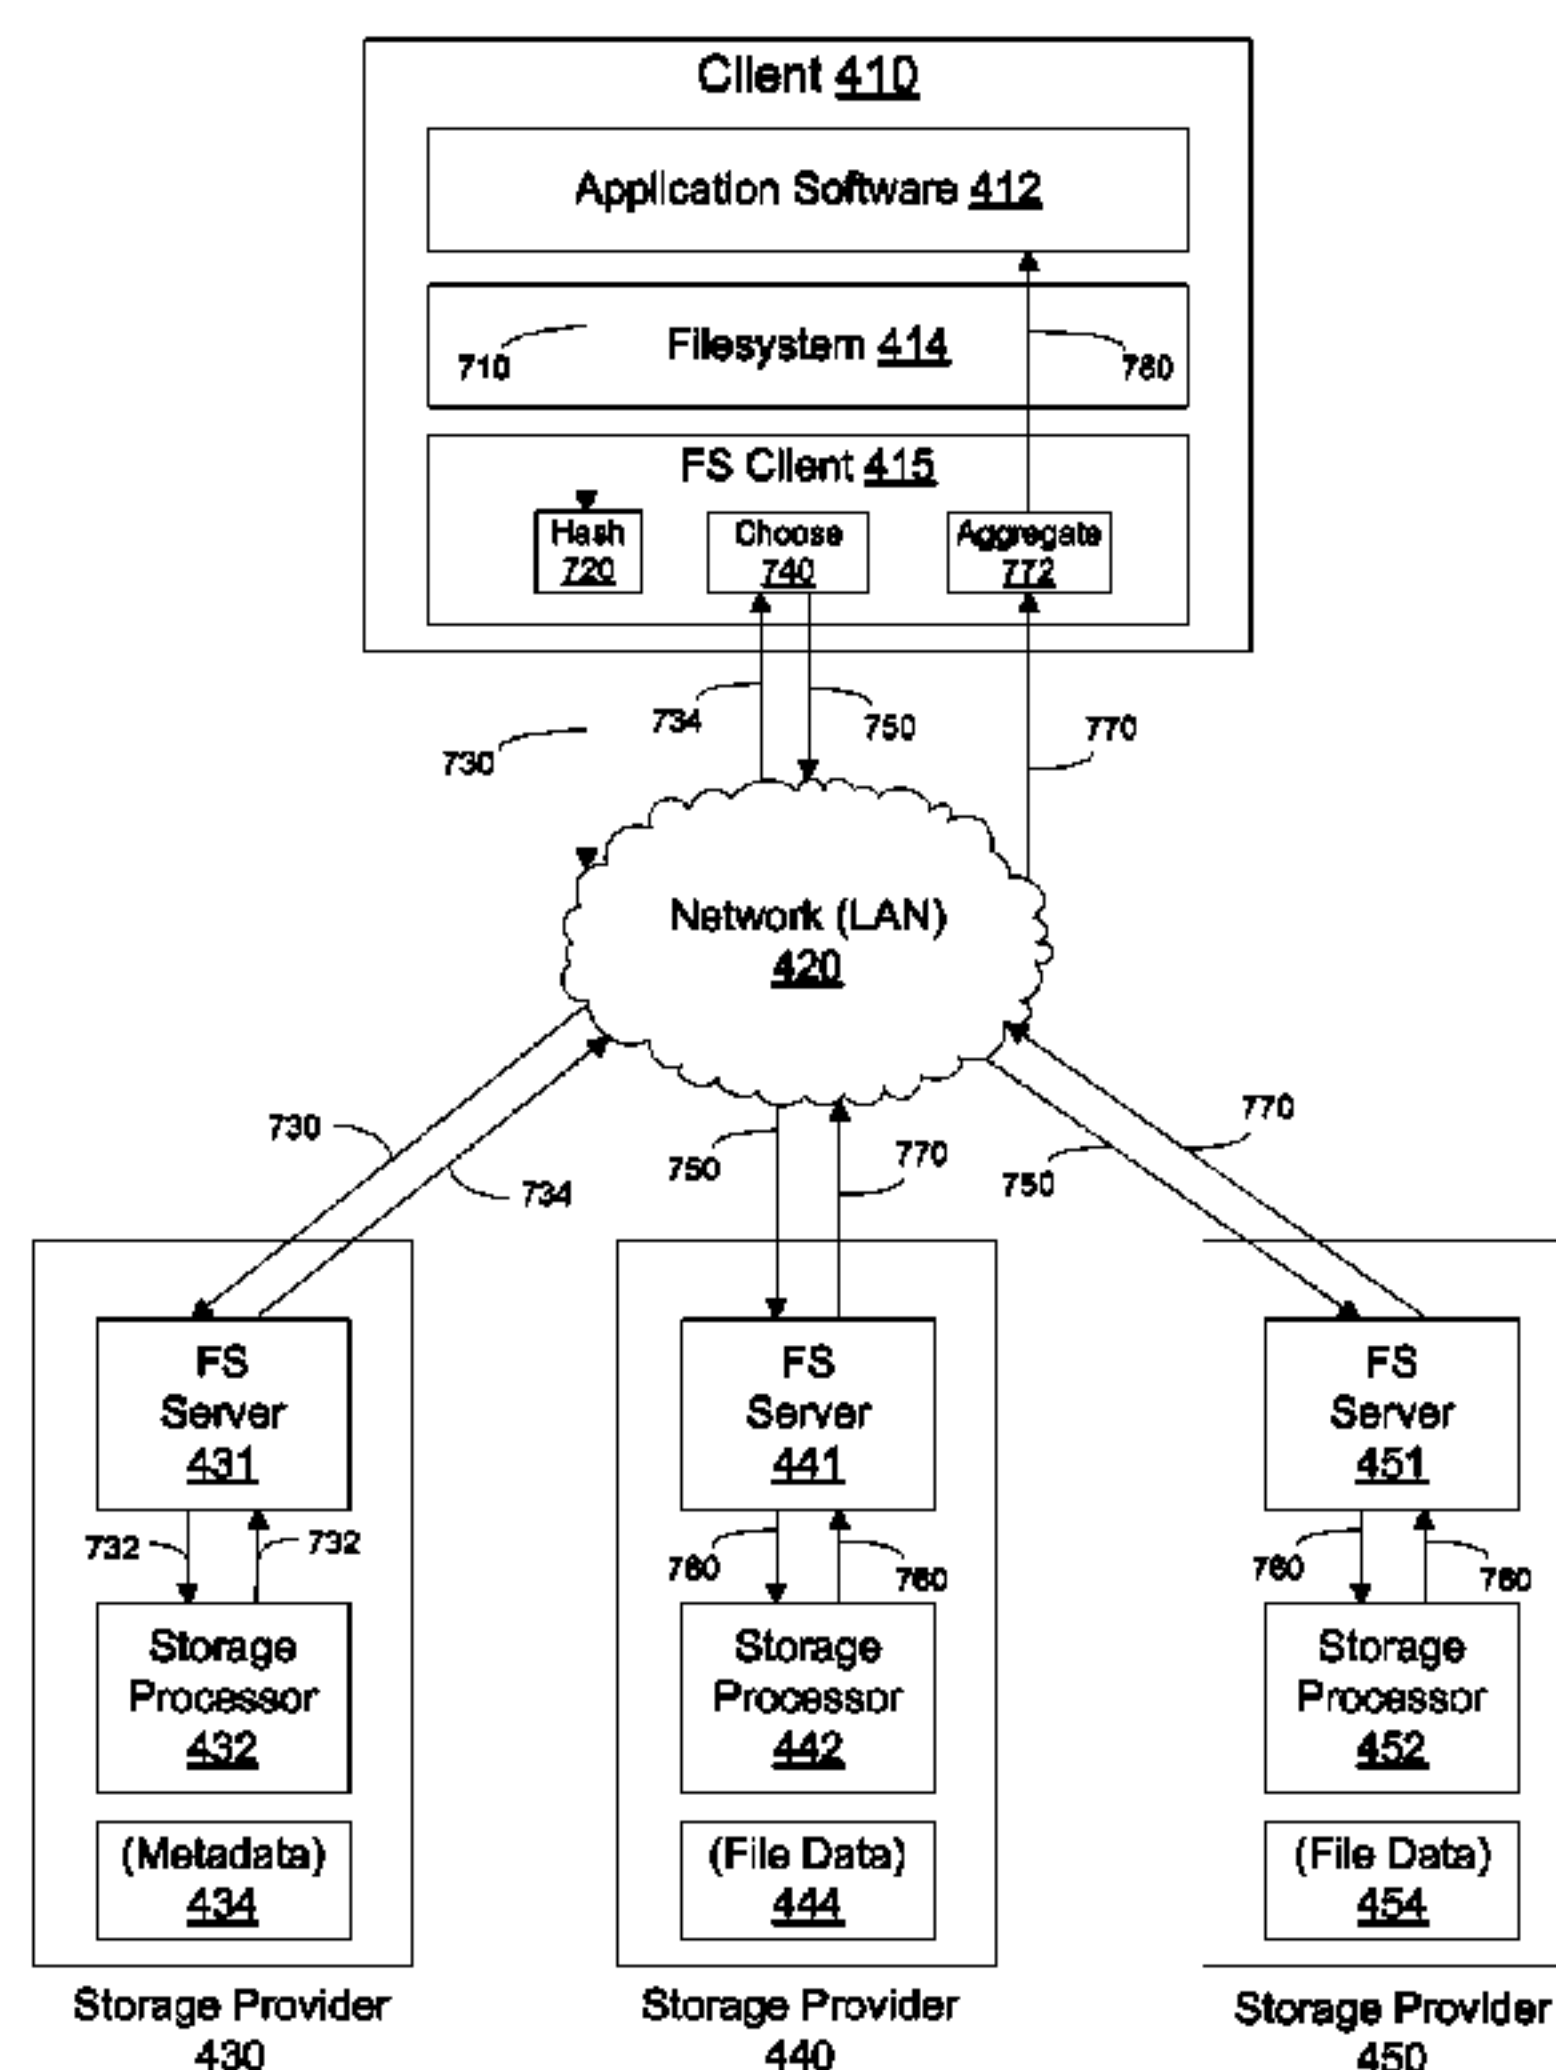 Client 410
Application Software 412
Filesystem 414
710
780
FS Client 415
Hash
720
Choose
740
Aggregate
772
734
750
730
770
Network (LAN)
420
730
734
750
770
750
770
FS
Server
431
FS
Server
441
FS
Server
451
732
732
760
760
760
760
Storage
Processor
432
Storage
Processor
442
Storage
Processor
452
(Metadata)
434
(File Data)
444
(File Data)
454
Storage Provider
430
Storage Provider
440
Storage Provider
450